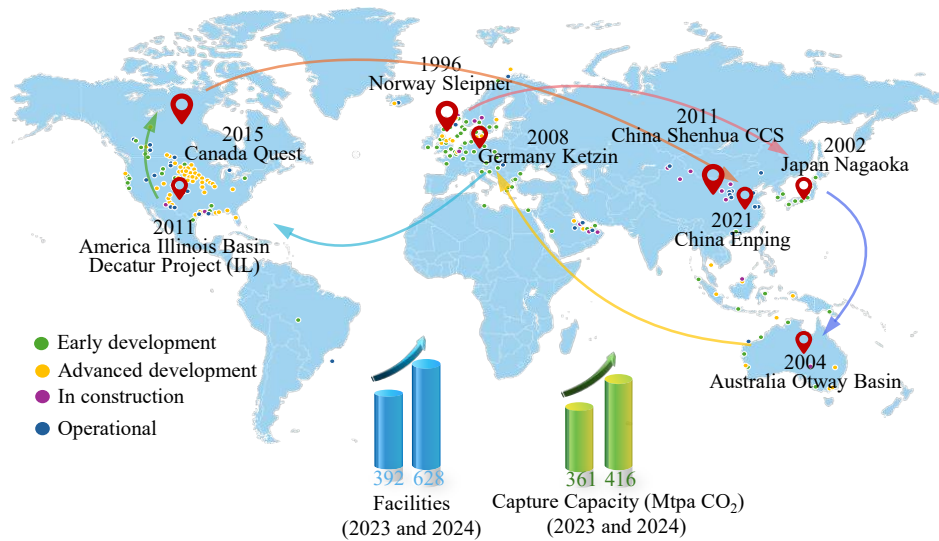 1996
Norway Sleipner
2015
Canada Quest
2008
Germany Ketzin
2011
China Shenhua CCS
2002
Japan Nagaoka
2011
America Illinois Basin
Decatur Project (IL)
2021
China Enping
2004
Australia Otway Basin
Early development
Advanced development
In construction
Operational
392 628
Facilities
(2023 and 2024)
361 416
Capture Capacity (Mtpa CO₂)
(2023 and 2024)